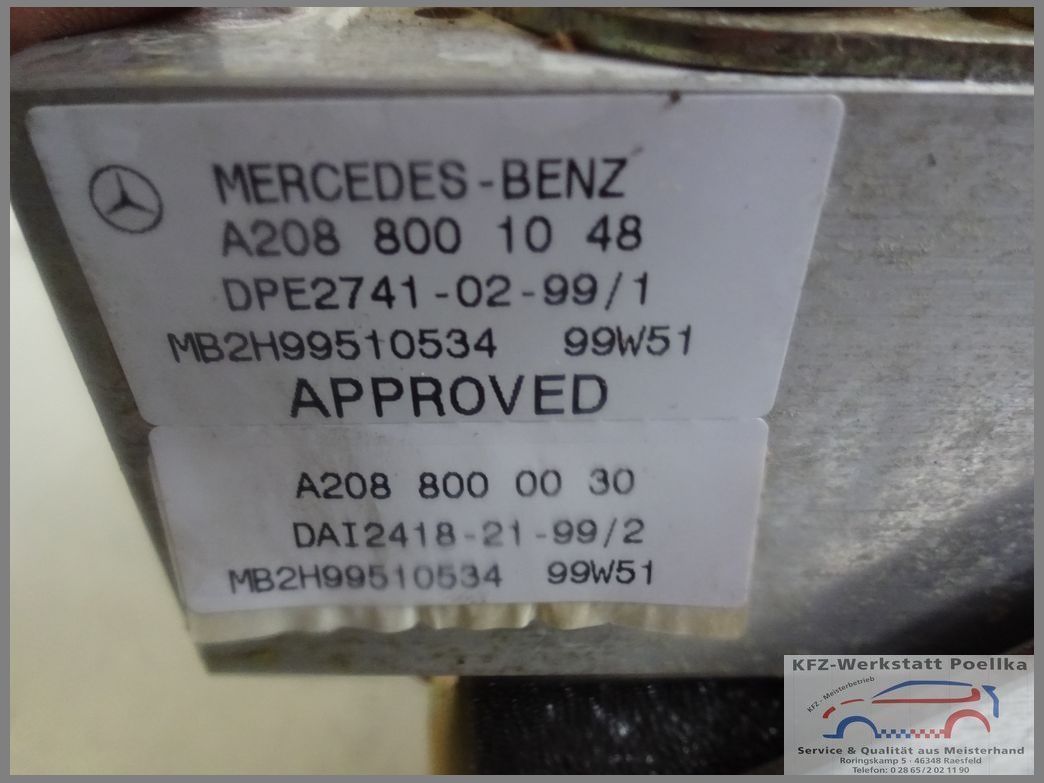 MERCEDES-BENZ
A208 800 10 48
DPE2741-02-99/1
MB2H99510534 99W51
APPROVED
A208 800 00 30
DAI2418-21-99/2
MB2H99510534 99W51
KFZ-Werkstatt Poellka
KFZ - Meisterbetrieb
Service & Qualität aus Meisterhand
Roringskamp 5 · 46348 Raesfeld
Telefon: 0 28 65/2 02 11 90